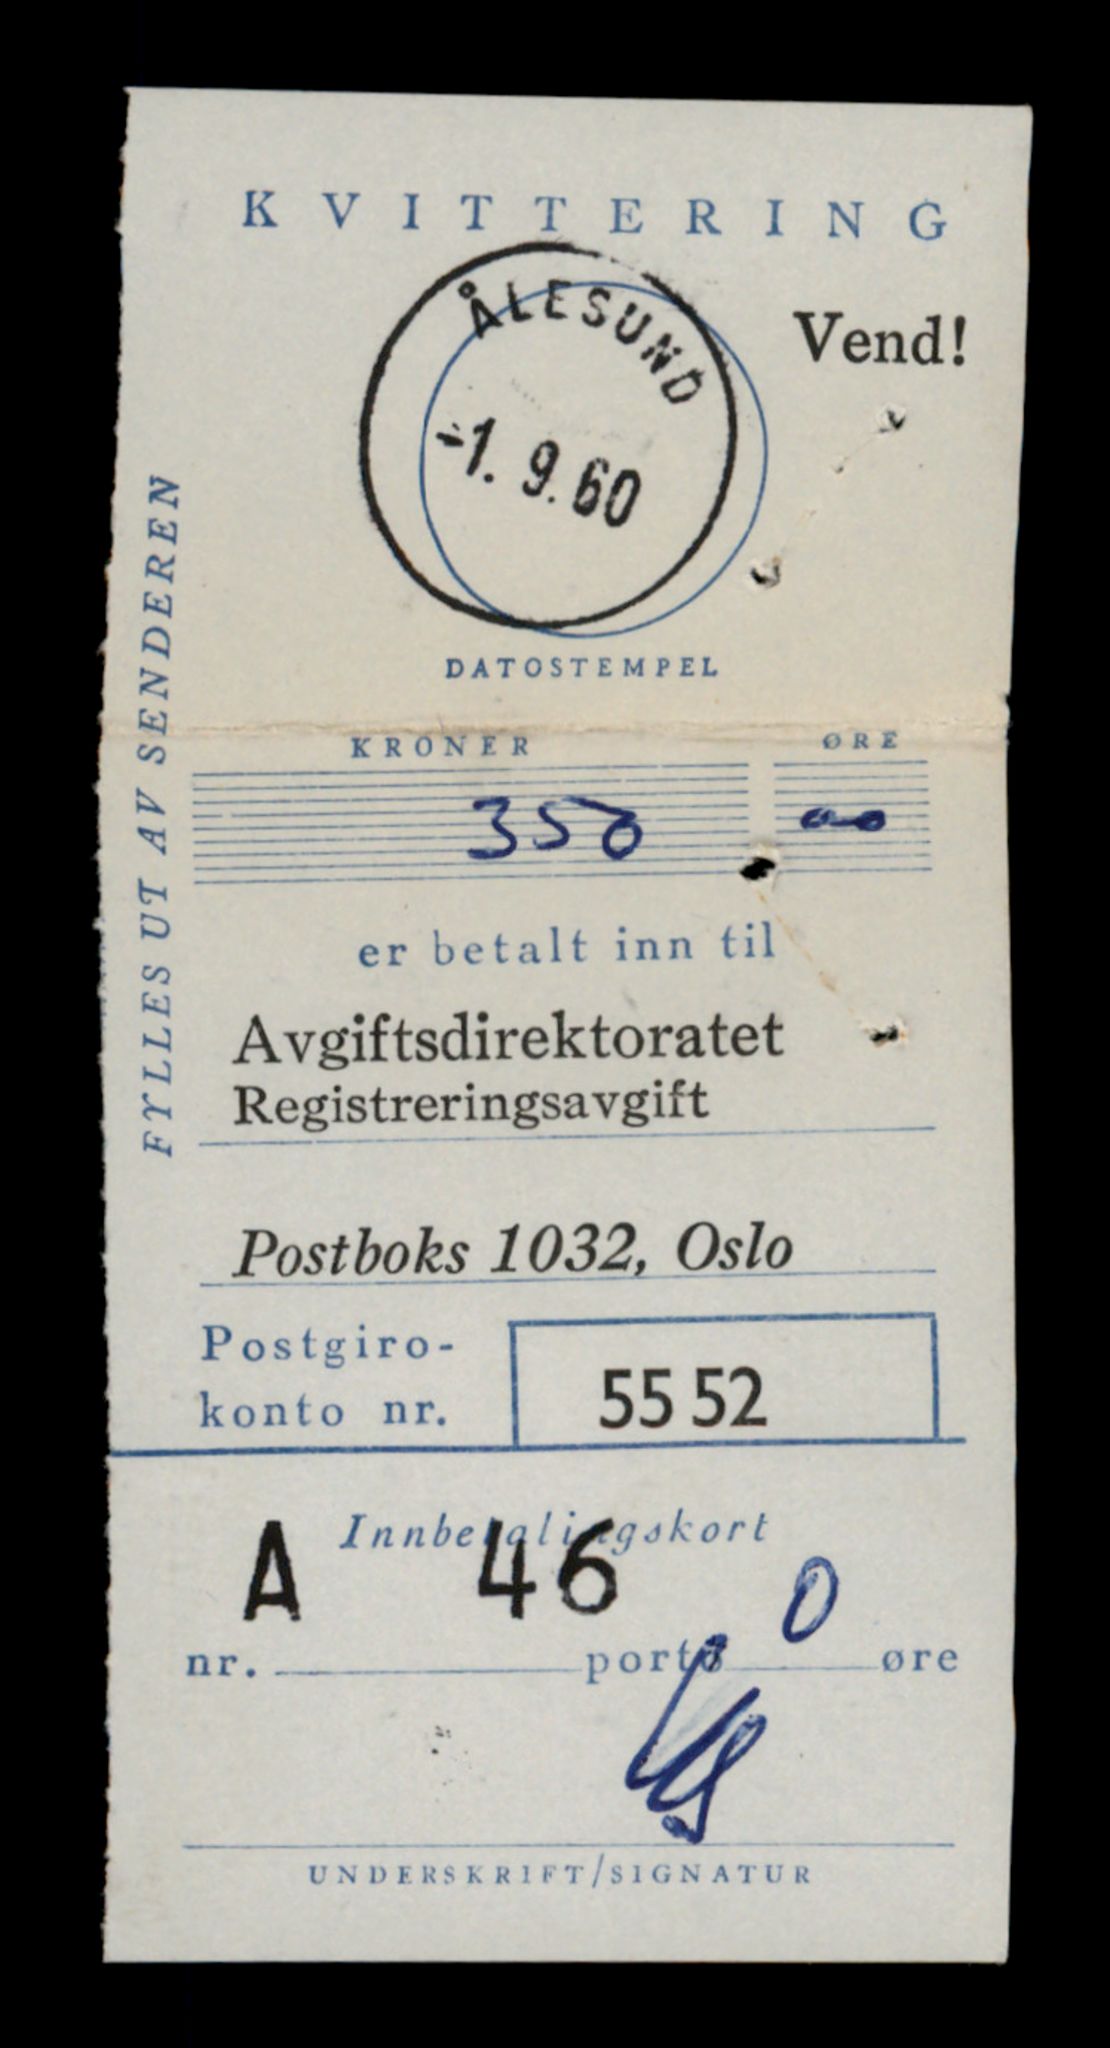 KVITTERING
ÅLESUND
Vend!
-1. 9. 60
DATOSTEMPEL
FYLLES UT AV SENDEREN
KRONER ØRE
350
er betalt inn til
Avgiftsdirektoratet
Registreringsavgift
Postboks 1032, Oslo
Postgiro-
konto nr. 55 52
Innbetalingskort
A 46 0
nr. porto øre
UNDERSKRIFT/SIGNATUR